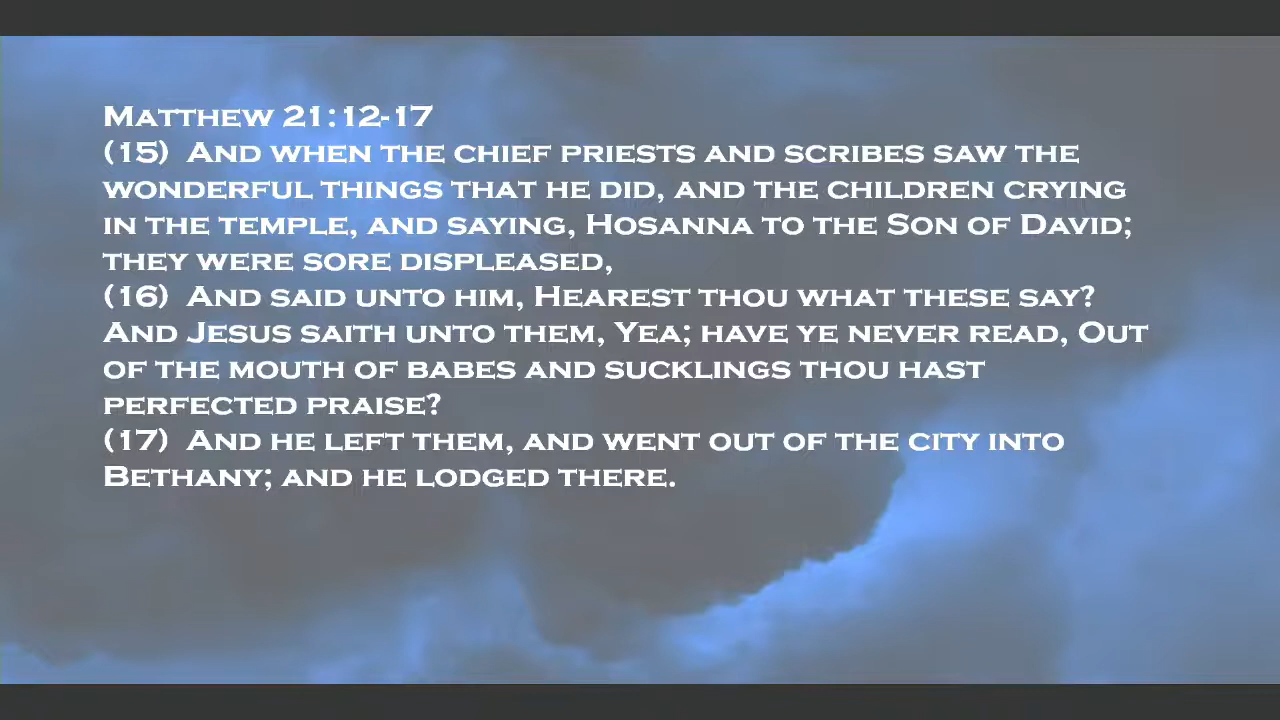 Matthew 21:12-17
(15) And when the chief priests and scribes saw the
wonderful things that he did, and the children crying
in the temple, and saying, Hosanna to the Son of David;
they were sore displeased,
(16) And said unto him, Hearest thou what these say?
And Jesus saith unto them, Yea; have ye never read, Out
of the mouth of babes and sucklings thou hast
perfected praise?
(17) And he left them, and went out of the city into
Bethany; and he lodged there.